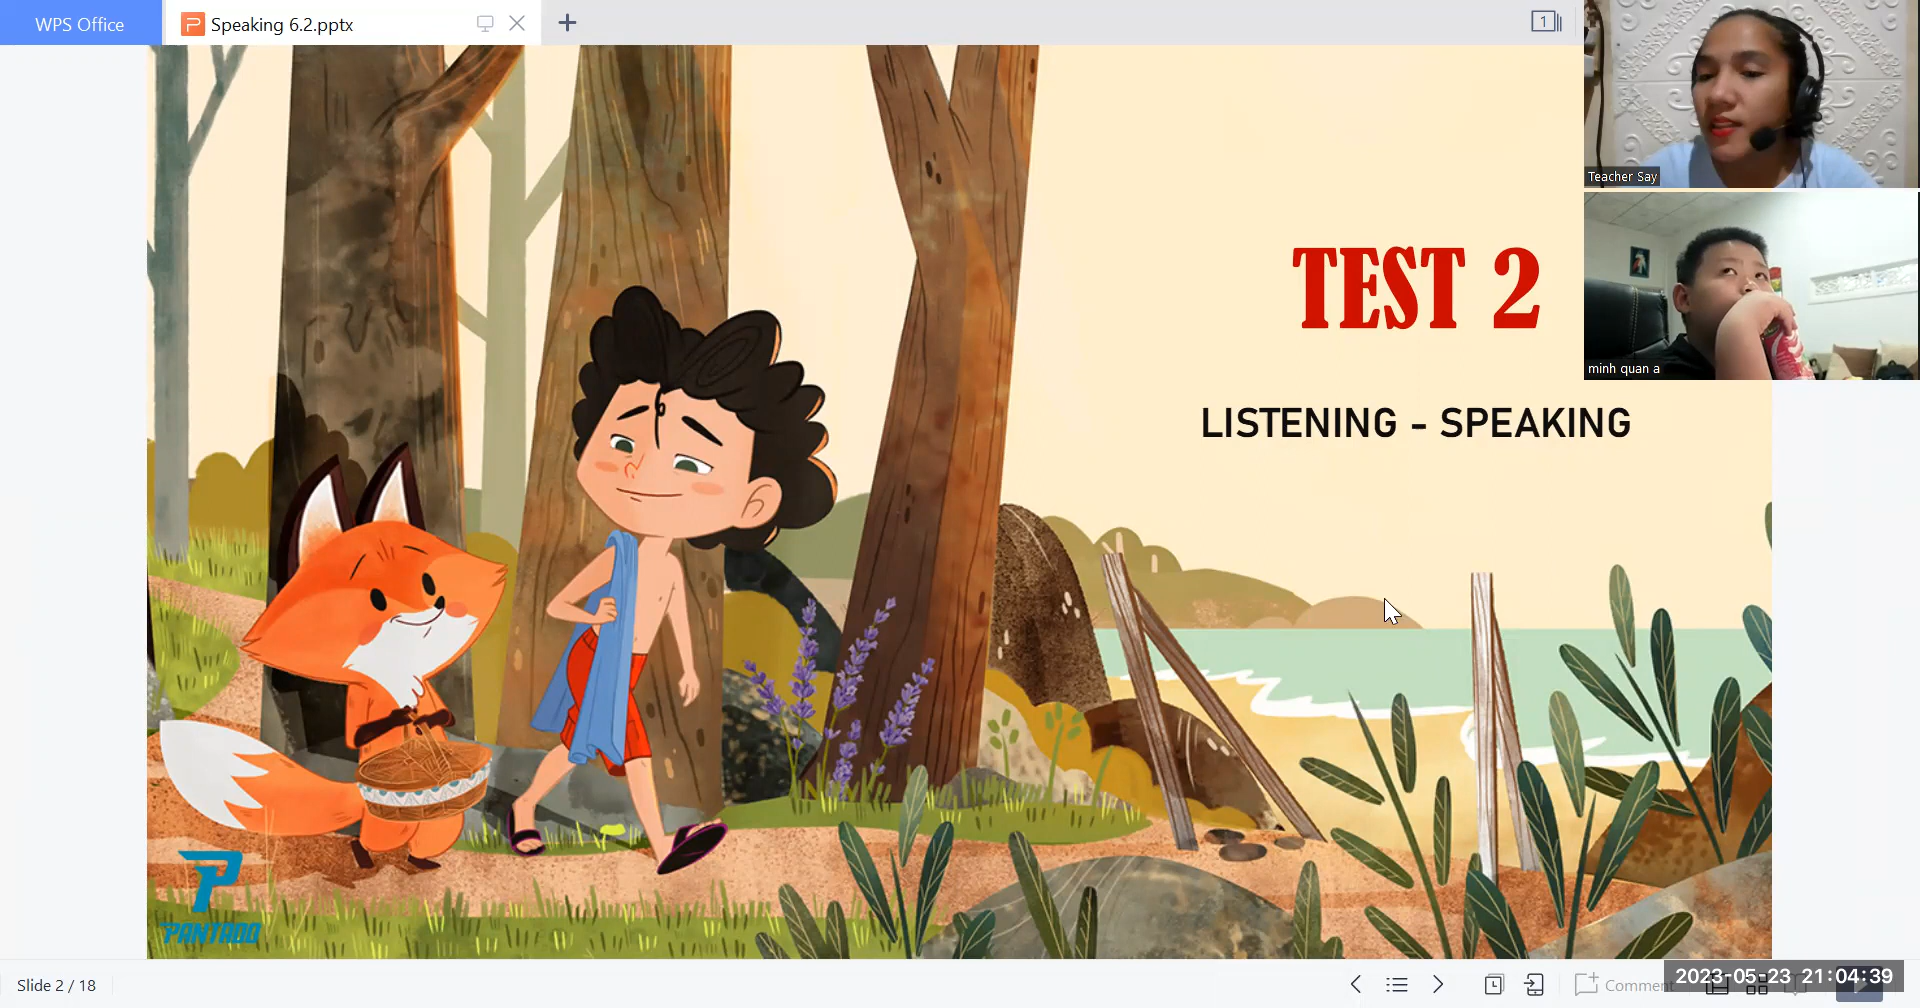 WPS Office
Speaking 6.2.pptx
1
Teacher Say
minh quan a
TEST 2
LISTENING - SPEAKING
PANTADO
Slide 2 / 18
Comment
2023-05-23 21:04:39